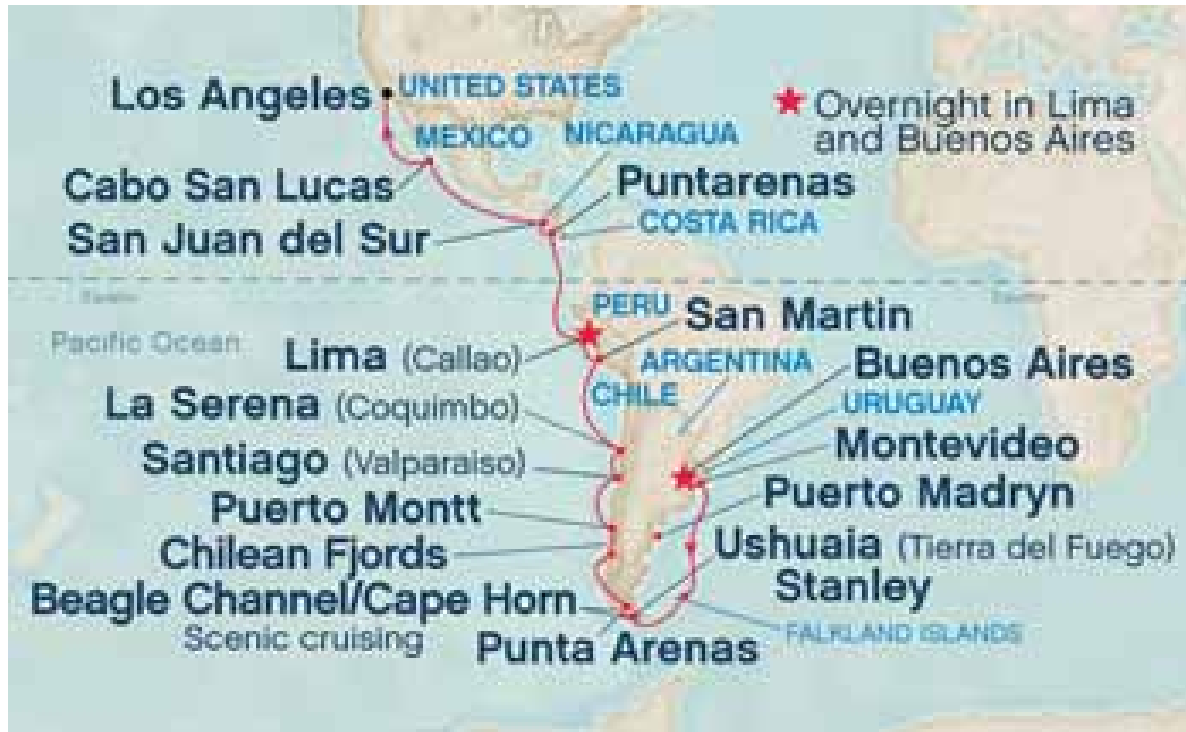 Los Angeles
UNITED STATES
★ Overnight in Lima
and Buenos Aires
MEXICO
NICARAGUA
Cabo San Lucas
Puntarenas
San Juan del Sur
COSTA RICA
Equator
Equator
PERU
San Martin
Pacific Ocean
Lima (Callao)
ARGENTINA
Buenos Aires
CHILE
URUGUAY
La Serena (Coquimbo)
Montevideo
Santiago (Valparaiso)
Puerto Madryn
Puerto Montt
Ushuaia (Tierra del Fuego)
Chilean Fjords
Stanley
Beagle Channel/Cape Horn
Scenic cruising
FALKLAND ISLANDS
Punta Arenas